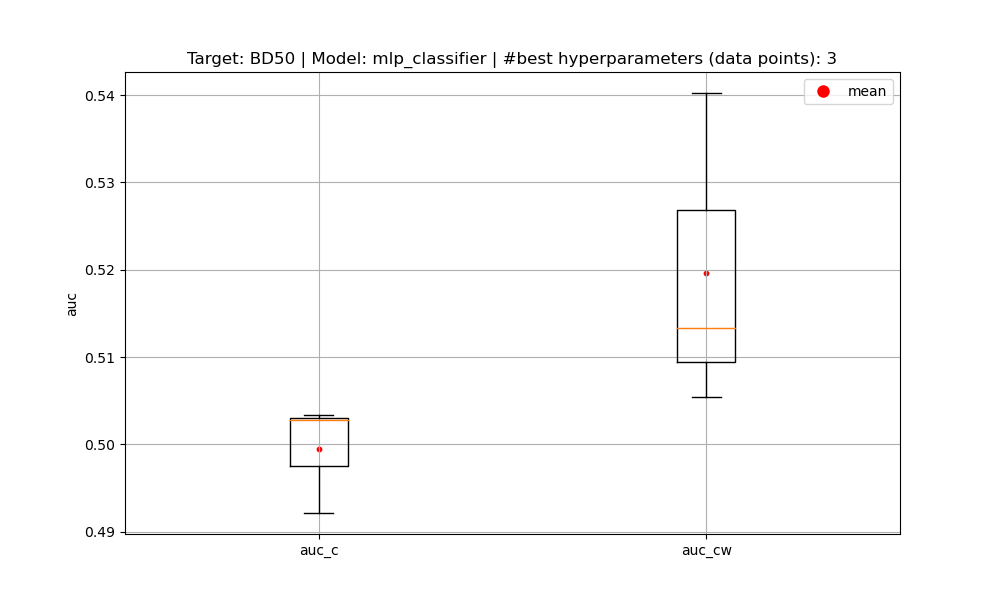 Target: BD50 | Model: mlp_classifier | #best hyperparameters (data points): 3
mean
0.54
0.53
0.52
0.51
0.50
0.49
auc
auc_c
auc_cw